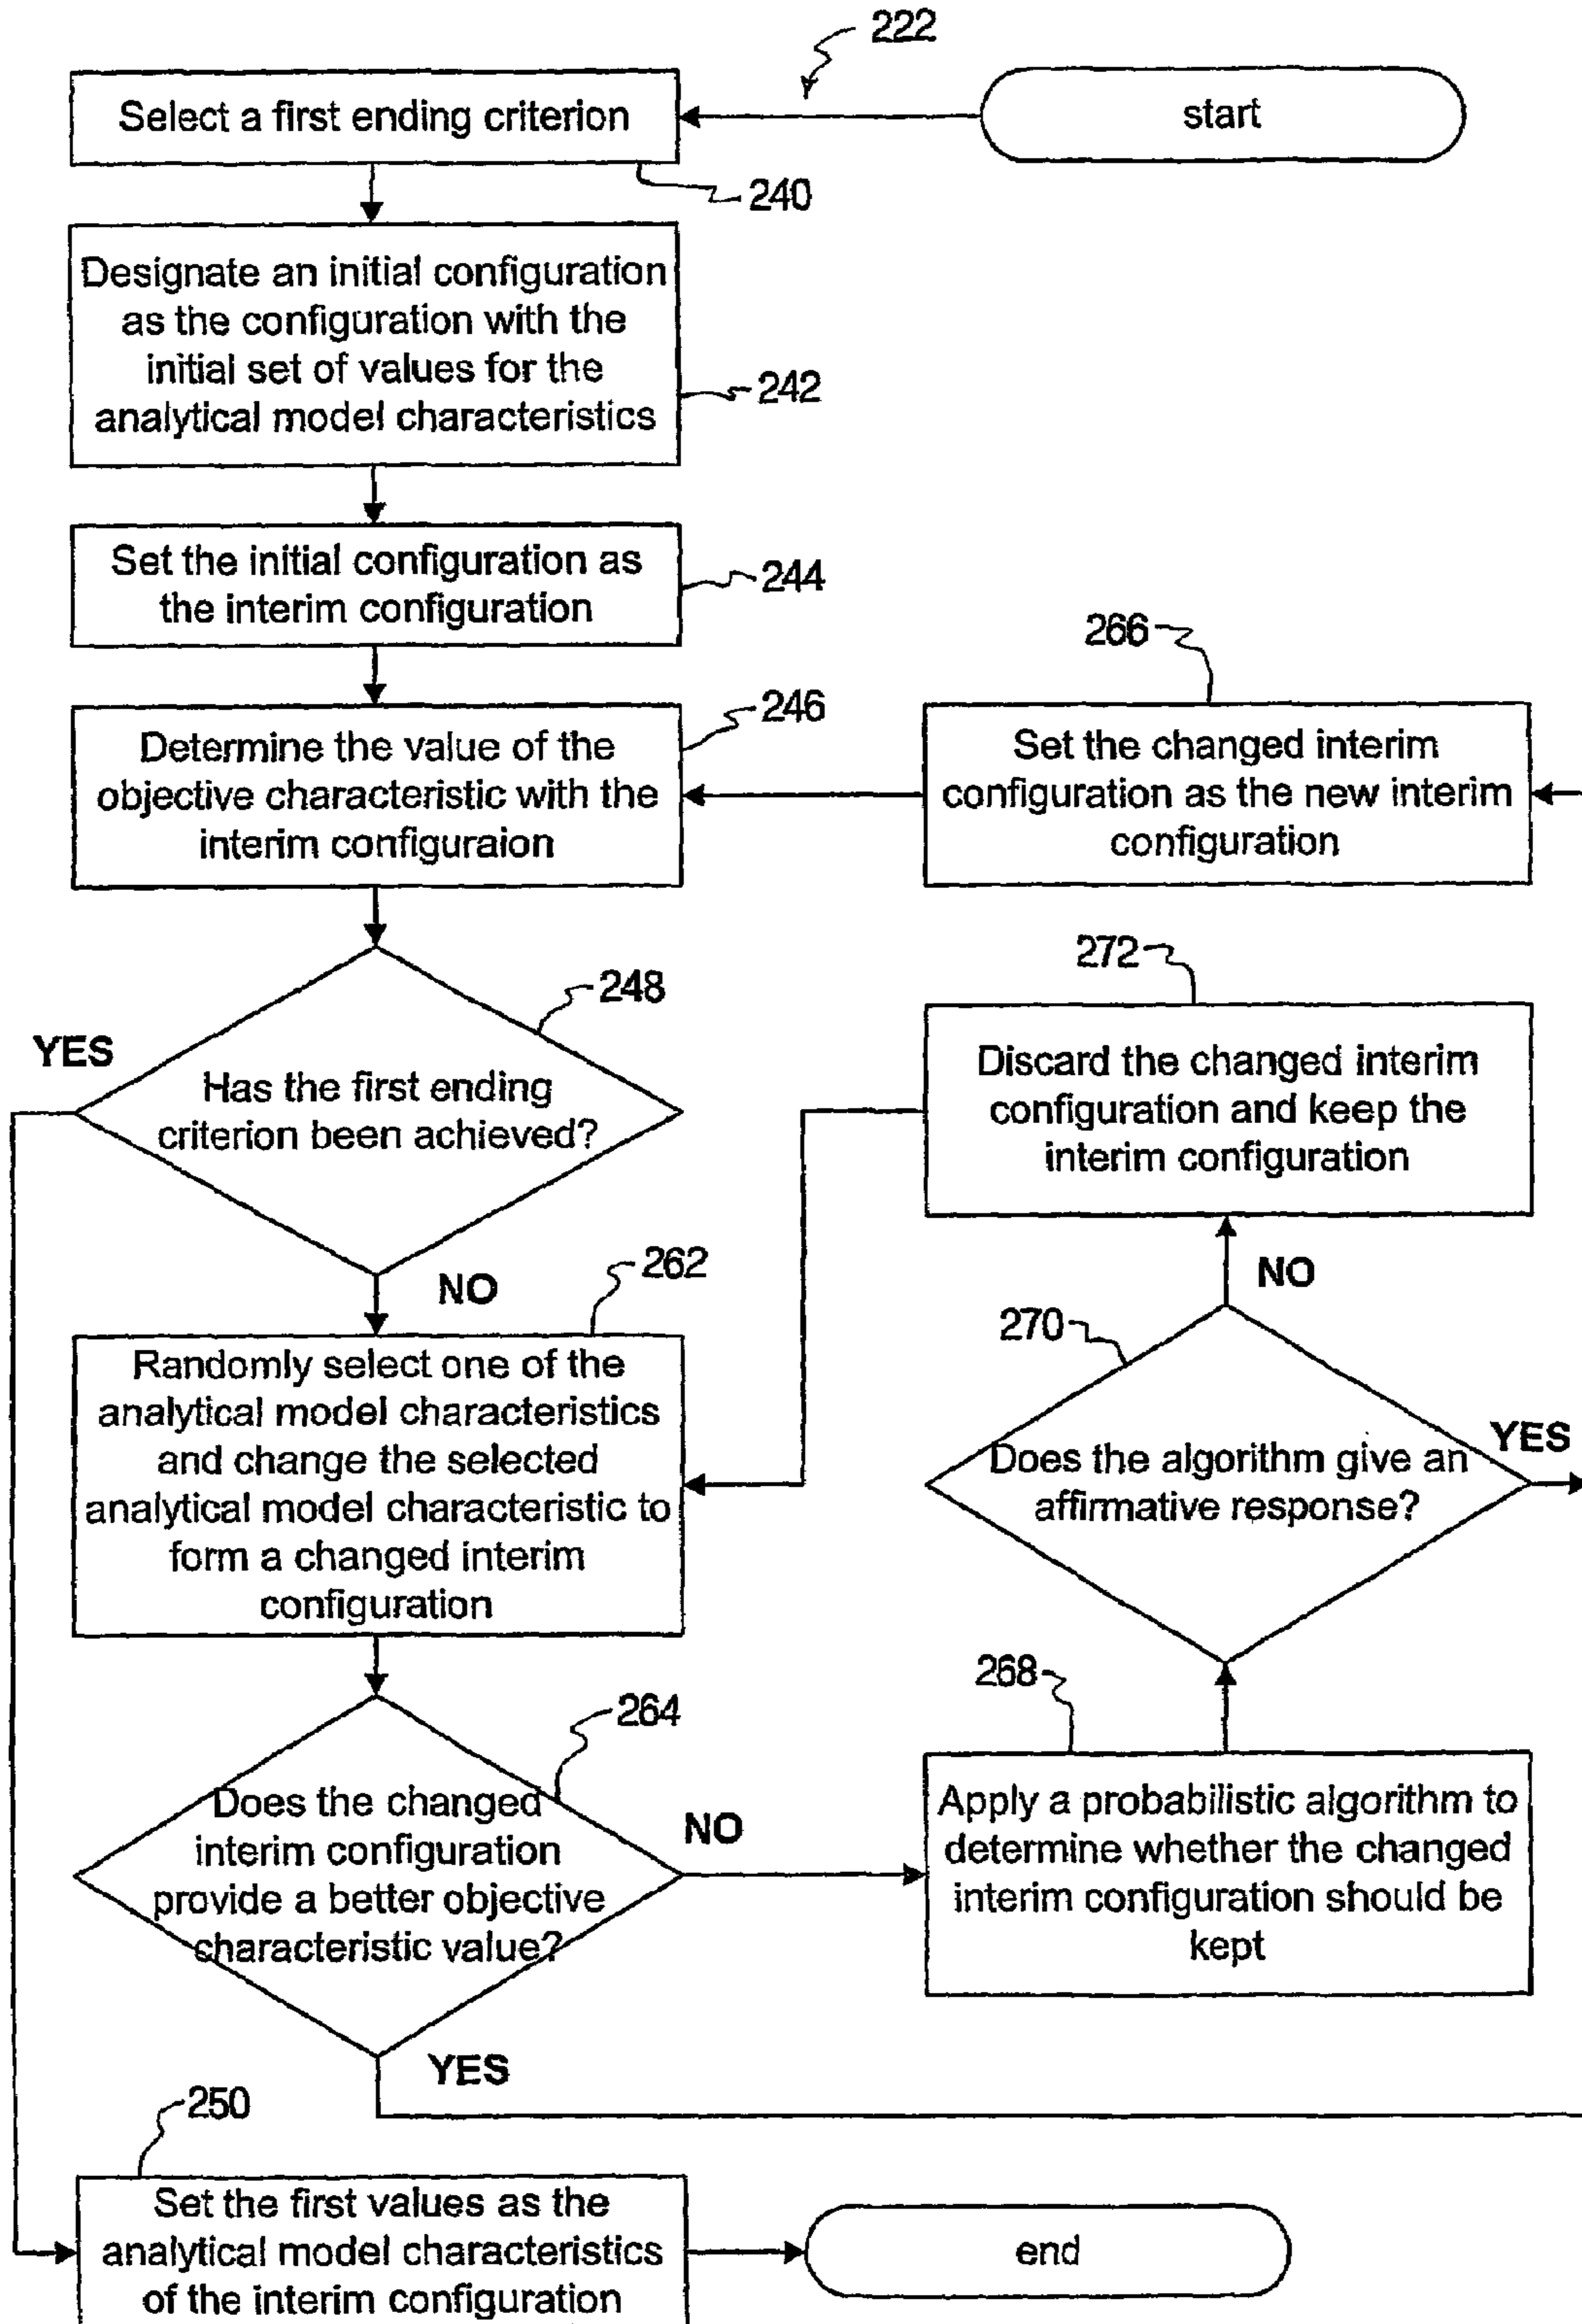 222
start
Select a first ending criterion
240
Designate an initial configuration
as the configuration with the
initial set of values for the
analytical model characteristics
242
Set the initial configuration as
the interim configuration
244
Determine the value of the
objective characteristic with the
interim configuraion
246
266
Set the changed interim
configuration as the new interim
configuration
248
YES
Has the first ending
criterion been achieved?
NO
272
Discard the changed interim
configuration and keep the
interim configuration
262
Randomly select one of the
analytical model characteristics
and change the selected
analytical model characteristic to
form a changed interim
configuration
NO
270
Does the algorithm give an
affirmative response?
YES
264
Does the changed
interim configuration
provide a better objective
characteristic value?
NO
YES
268
Apply a probabilistic algorithm to
determine whether the changed
interim configuration should be
kept
250
Set the first values as the
analytical model characteristics
of the interim configuration
end